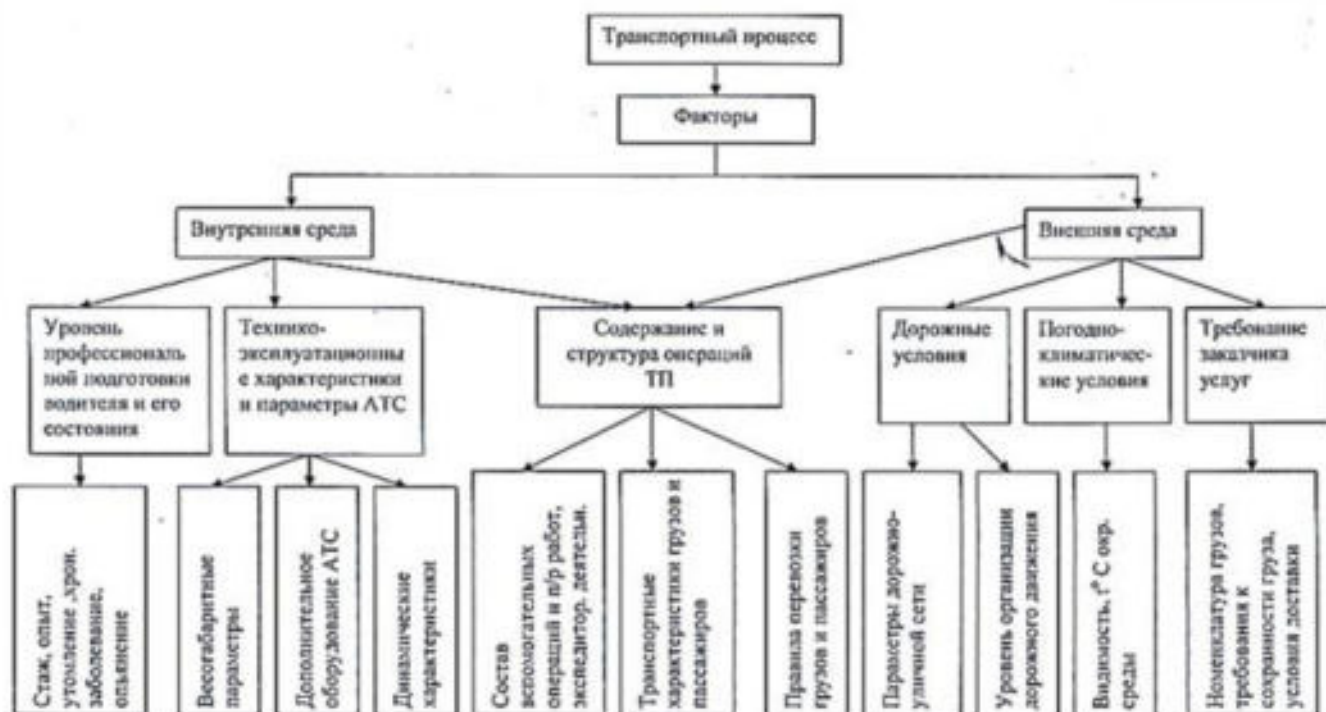 Транспортный процесс
Факторы
Внутренняя среда
Внешняя среда
Уровень
профессиональ
ной подготовки
водителя и его
состояния
Технико-
эксплуатационны
е характеристики
и параметры АТС
Содержание и
структура операций
ТП
Дорожные
условия
Погодно-
климатичес-
кие условия
Требование
заказчика
услуг
Стаж, опыт,
утомление ,хрон.
заболевание,
опьянение
Весогабаритные
параметры
Дополнительное
оборудование АТС
Динамические
характеристики
Состав
вспомогательных
операций и п/р работ,
экспедитор. деятельн.
Транспортные
характеристики грузов и
пассажиров
Правила перевозки
грузов и пассажиров
Параметры дорожно-
уличной сети
Уровень организации
дорожного движения
Видимость, t° С окр.
среды
Номенклатура грузов,
требования к
сохранности груза,
условия доставки